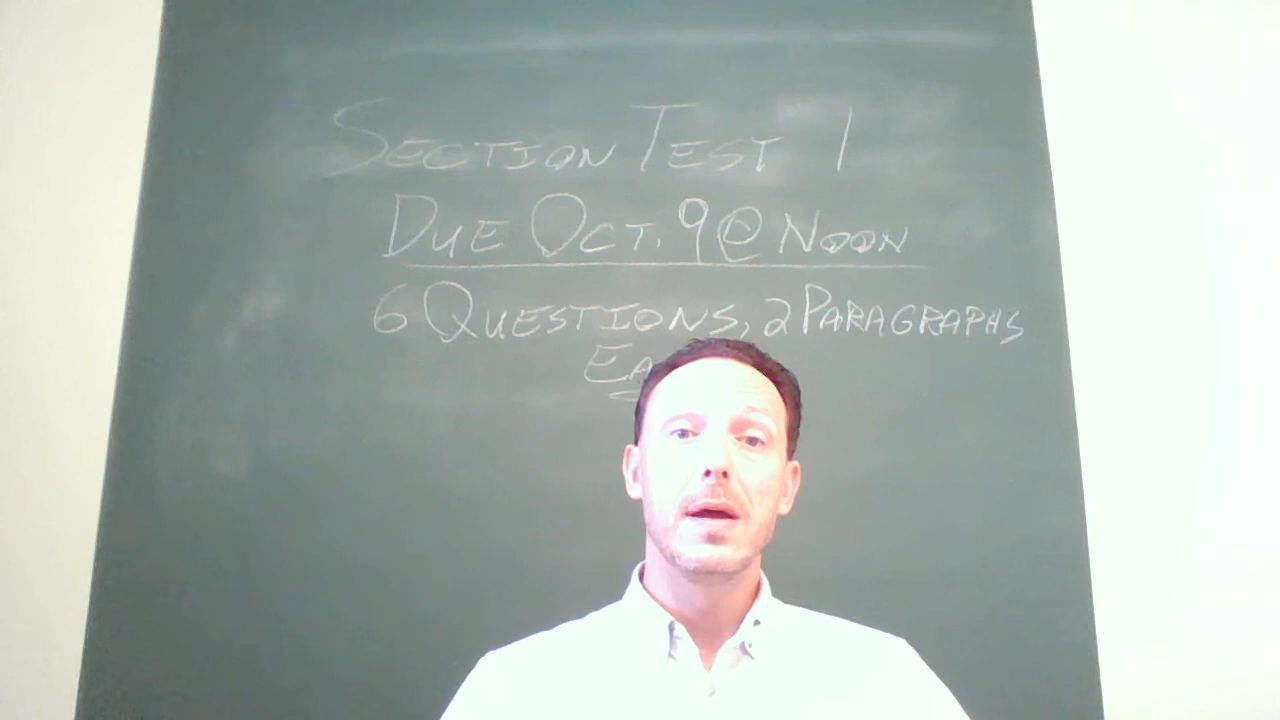 SECTION TEST 1
DUE OCT. 9 @ NOON
6 QUESTIONS, 2 PARAGRAPHS